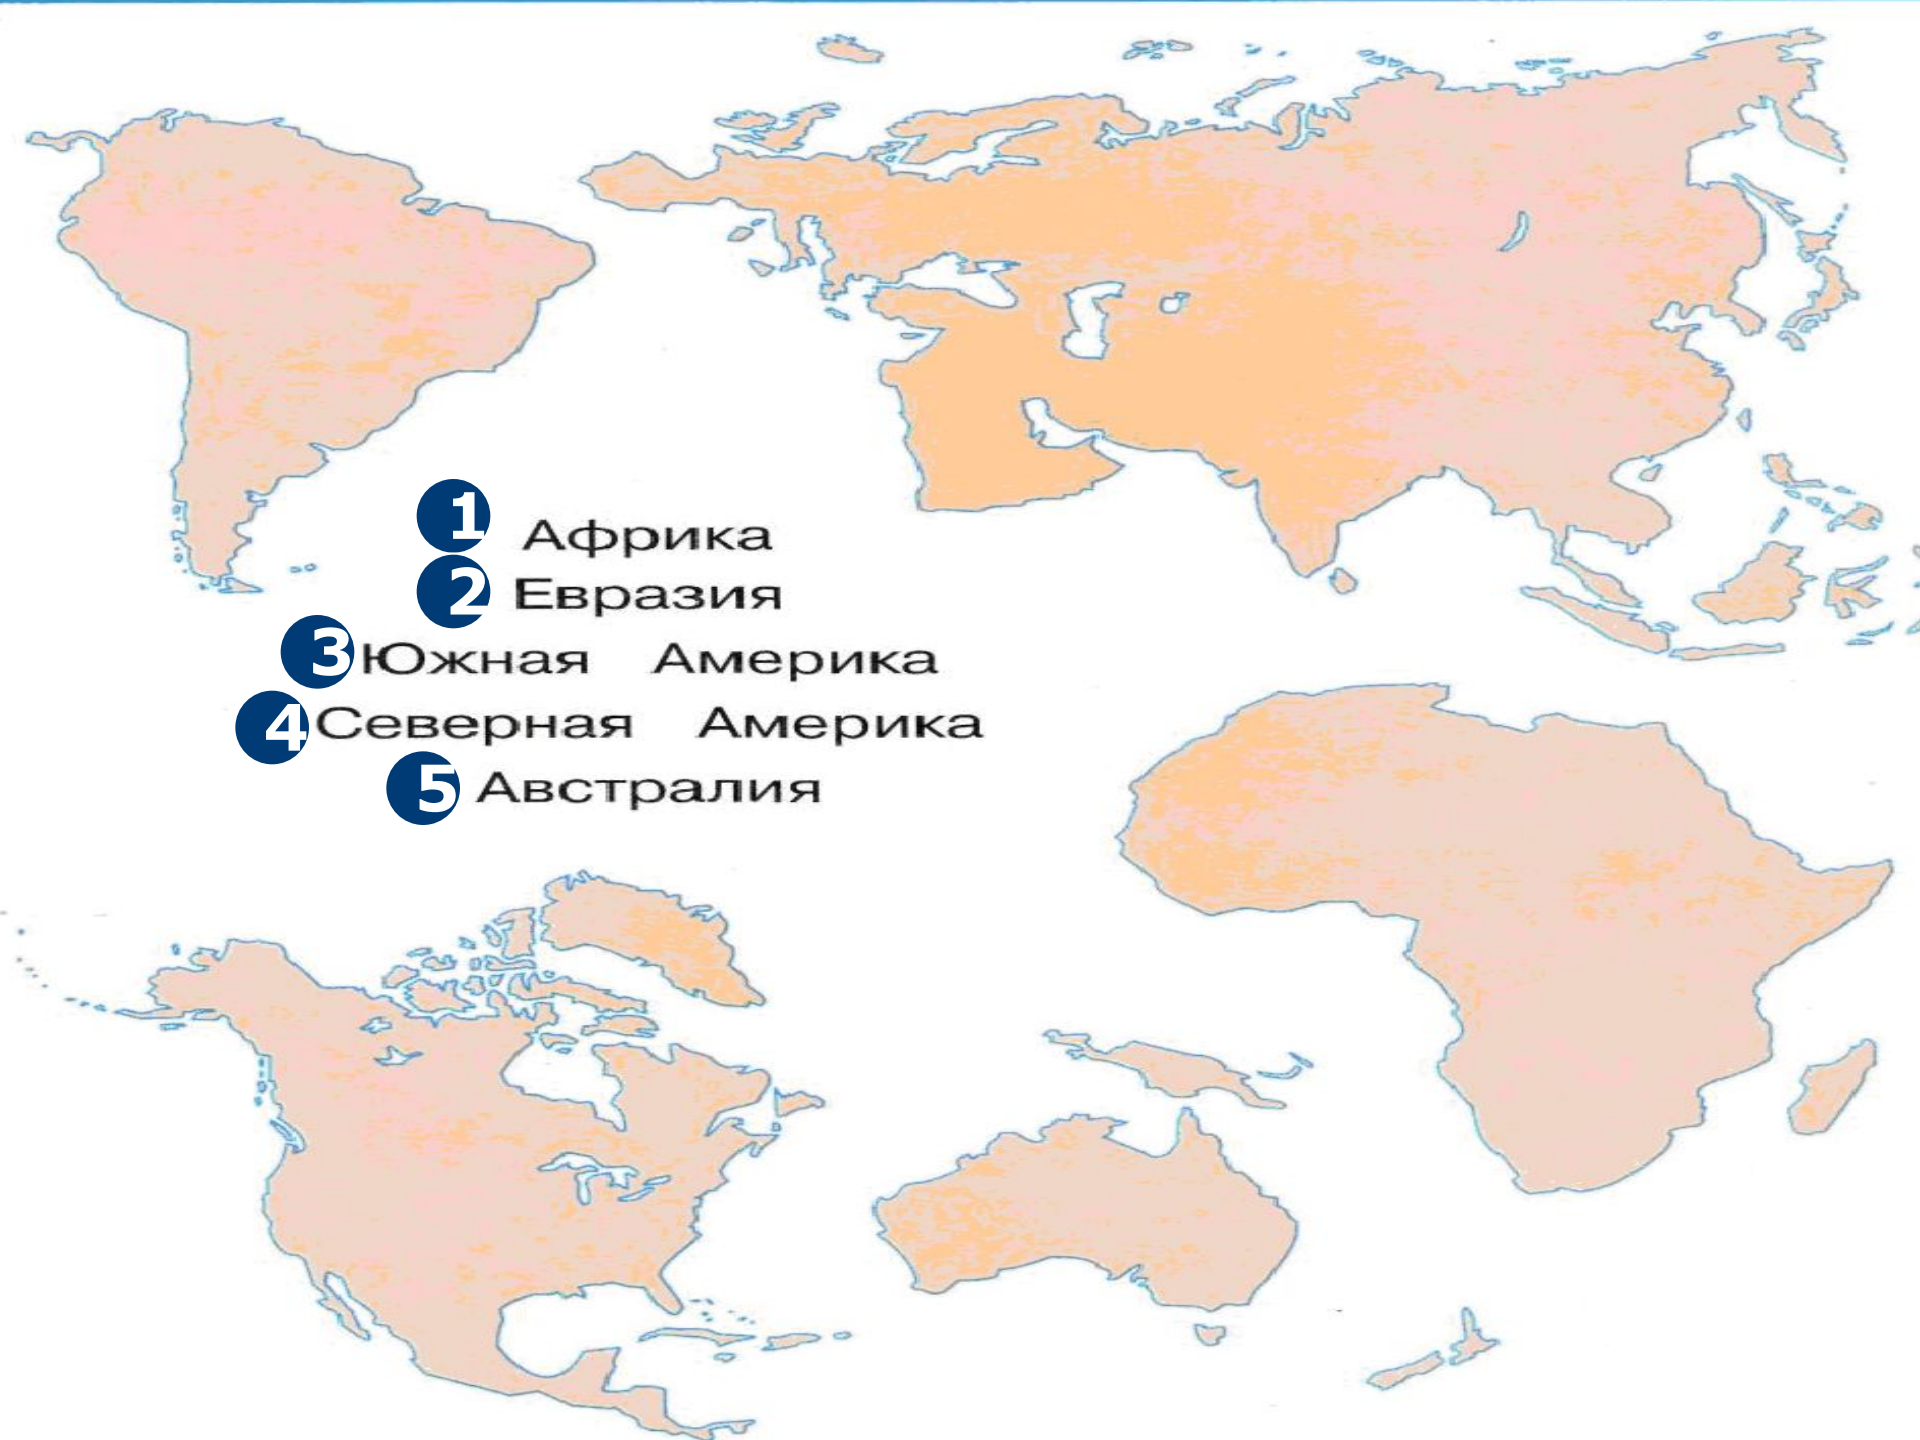 1 Африка
2 Евразия
3 Южная Америка
4 Северная Америка
5 Австралия